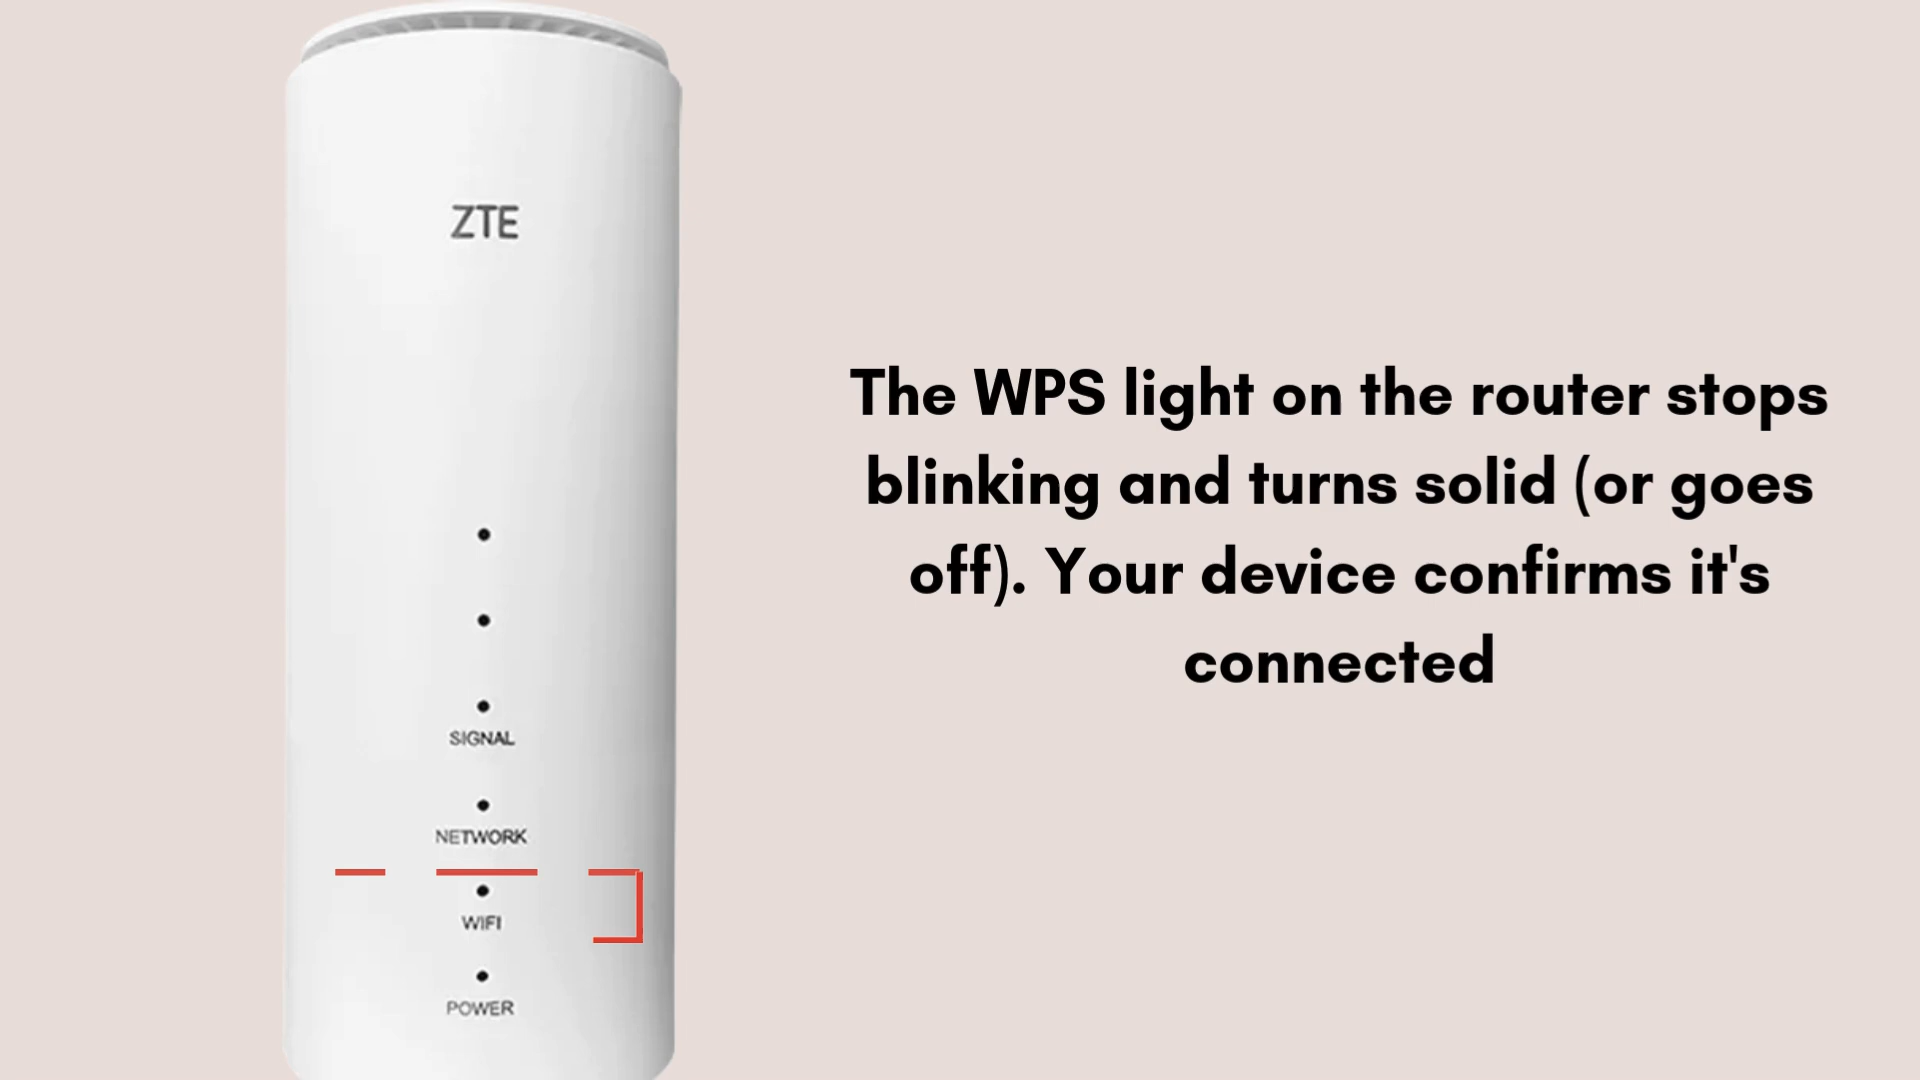 ZTE
SIGNAL
NETWORK
WIFI
POWER
The WPS light on the router stops
blinking and turns solid (or goes
off). Your device confirms it's
connected